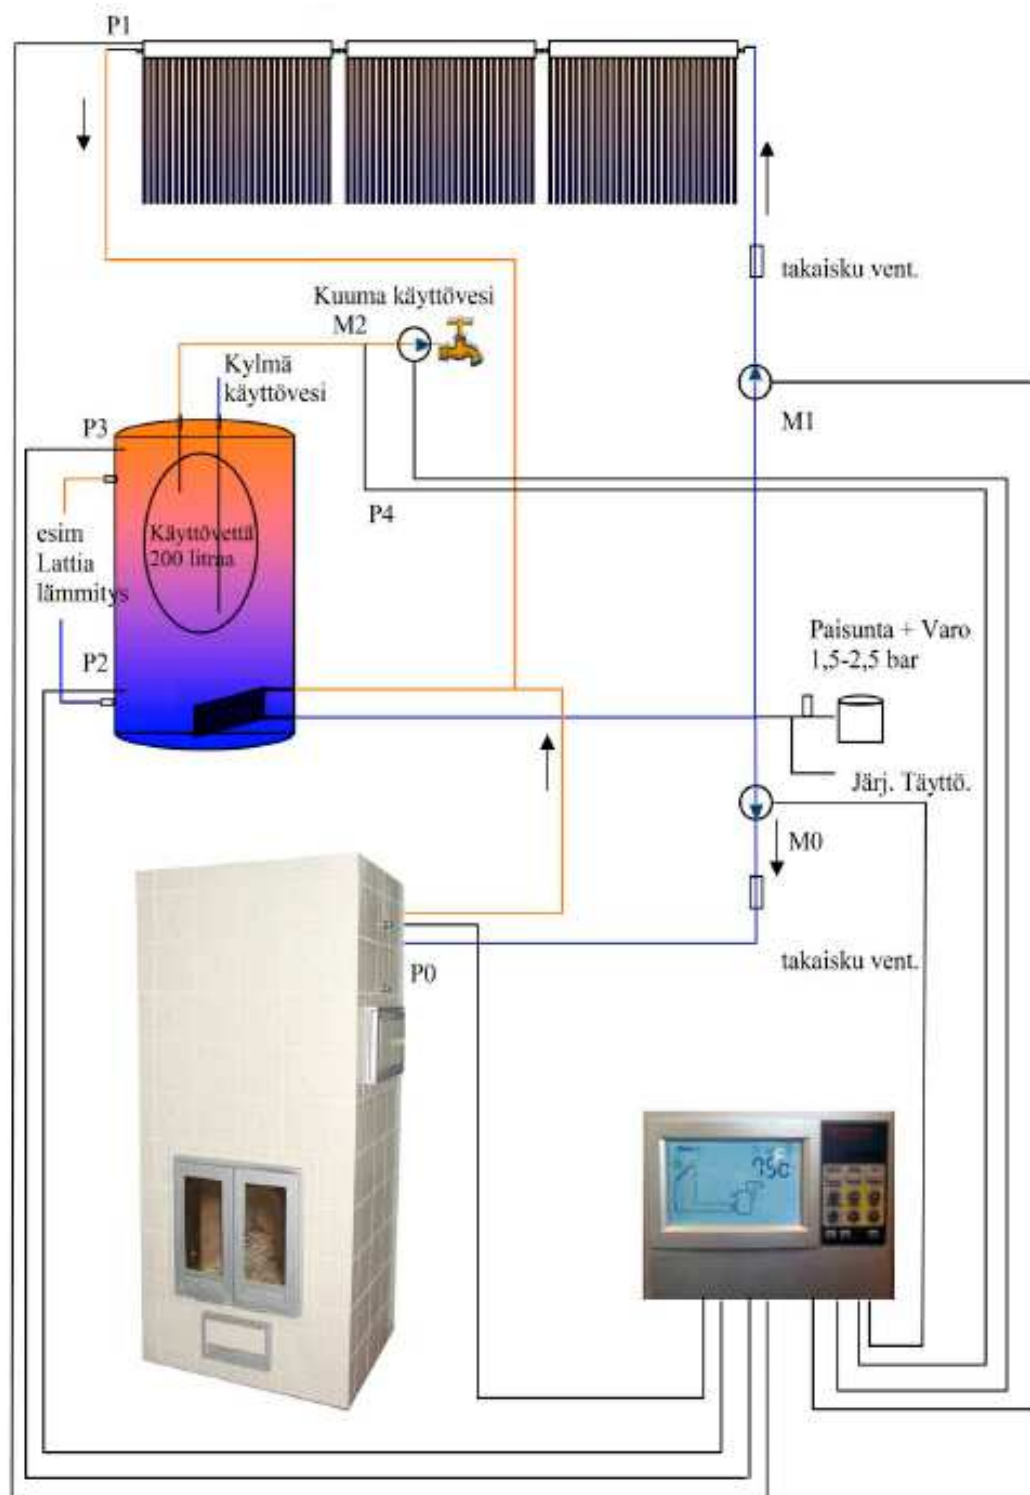 P1
takaisku vent.
Kuuma käyttövesi
M2
Kylmä
käyttövesi
M1
P3
P4
esim
Lattia
lämmitys
Käyttövettä
200 litraa
P2
Paisunta + Varo
1,5-2,5 bar
Järj. Täyttö.
M0
takaisku vent.
P0
75C